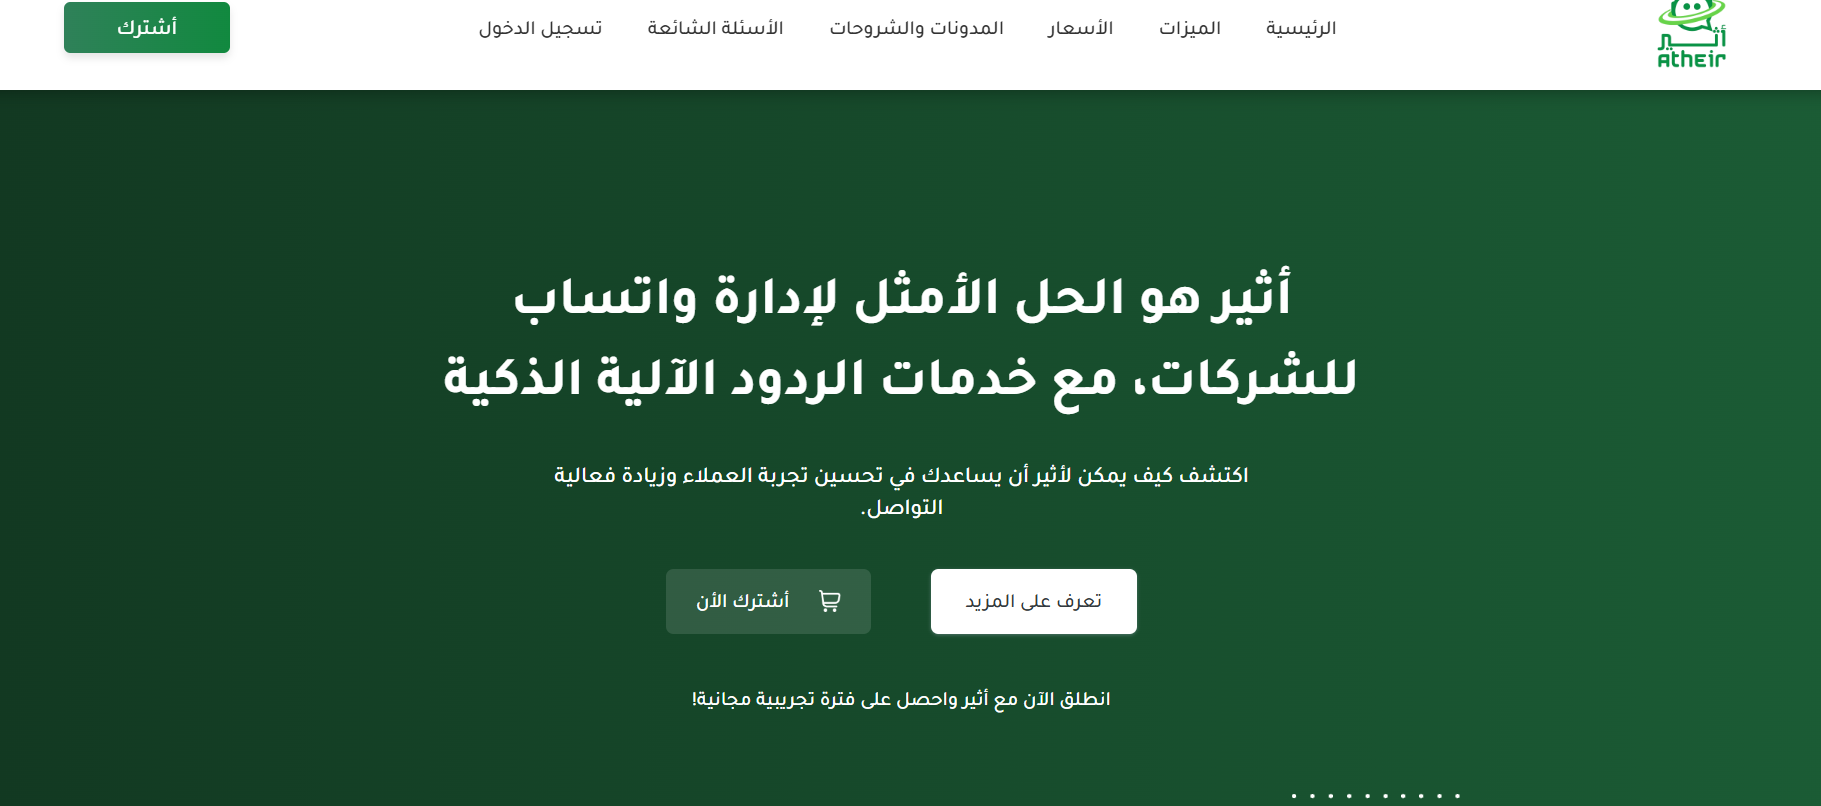 أثير
Atheir
الرئيسية
الميزات
الأسعار
المدونات والشروحات
الأسئلة الشائعة
تسجيل الدخول
أشترك
أثير هو الحل الأمثل لإدارة واتساب
للشركات، مع خدمات الردود الآلية الذكية
اكتشف كيف يمكن لأثير أن يساعدك في تحسين تجربة العملاء وزيادة فعالية
التواصل.
تعرف على المزيد
أشترك الأن
انطلق الآن مع أثير واحصل على فترة تجريبية مجانية!